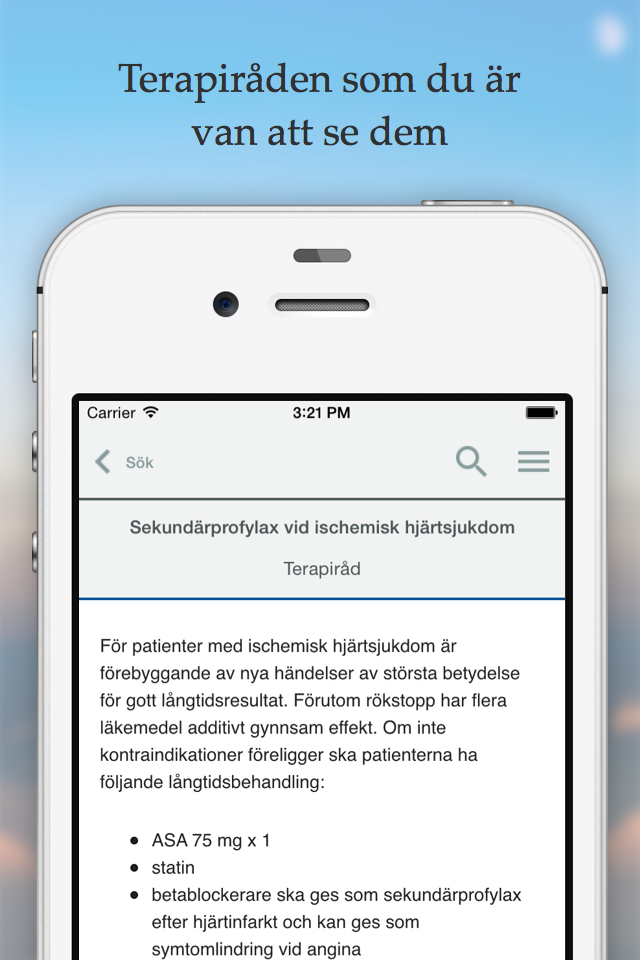 Terapiråden som du är
van att se dem
Carrier 3:21 PM
Sök
Sekundärprofylax vid ischemisk hjärtsjukdom
Terapiråd
För patienter med ischemisk hjärtsjukdom är
förebyggande av nya händelser av största betydelse
för gott långtidsresultat. Förutom rökstopp har flera
läkemedel additivt gynnsam effekt. Om inte
kontraindikationer föreligger ska patienterna ha
följande långtidsbehandling:
• ASA 75 mg x 1
• statin
• betablockerare ska ges som sekundärprofylax
efter hjärtinfarkt och kan ges som
symtomlindring vid angina